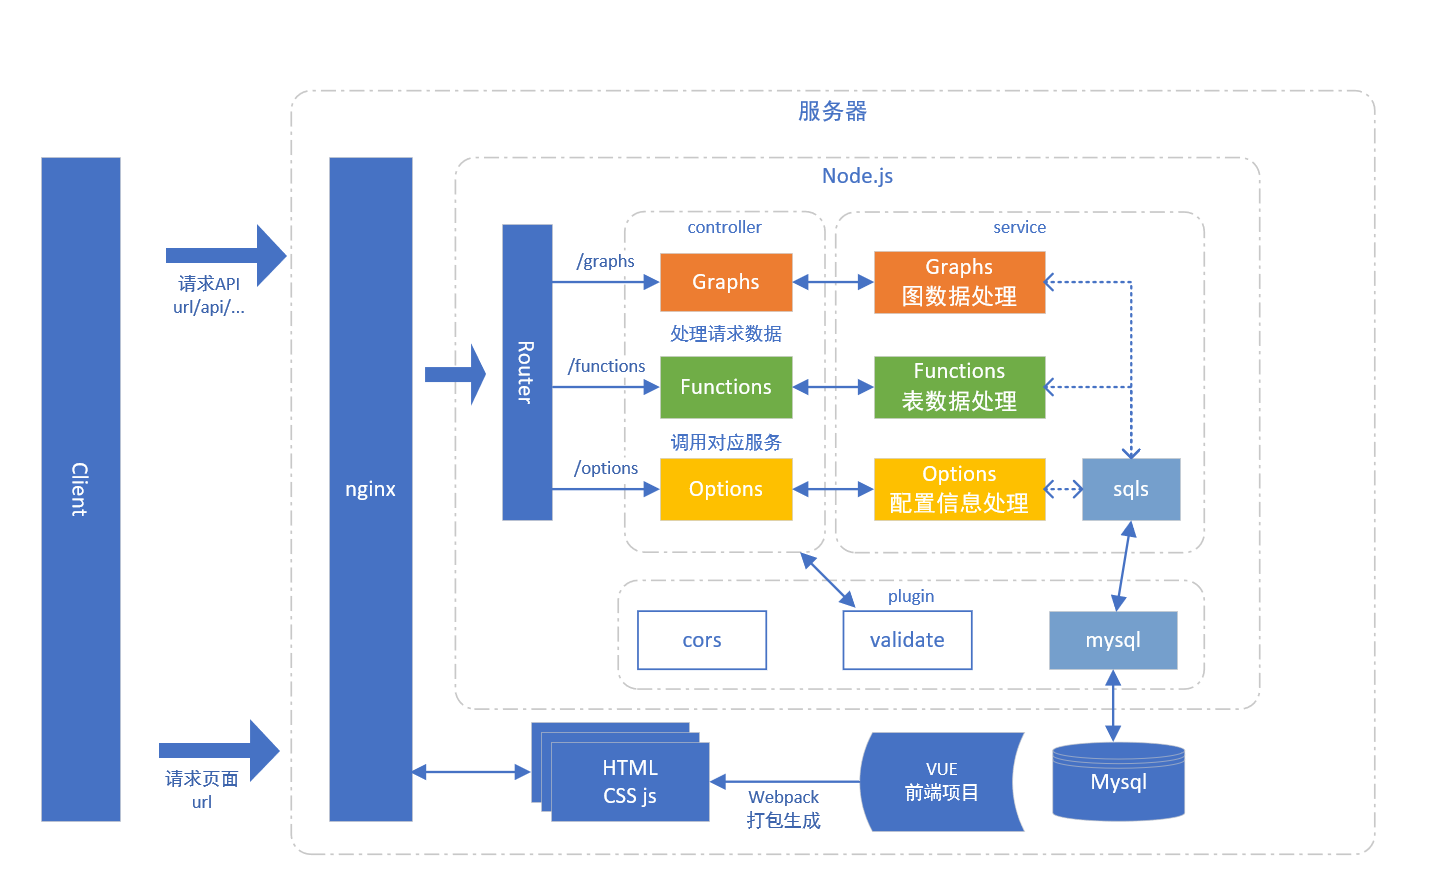 服务器
Node.js
Client
请求API
url/api/...
请求页面
url
nginx
Router
/graphs
/functions
/options
controller
Graphs
处理请求数据
Functions
调用对应服务
Options
service
Graphs
图数据处理
Functions
表数据处理
Options
配置信息处理
sqls
plugin
cors
validate
mysql
HTML
CSS js
Webpack
打包生成
VUE
前端项目
Mysql